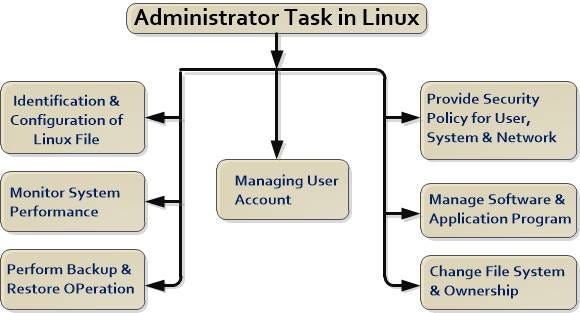 Administrator Task in Linux
Identification &
Configuration of
Linux File
Monitor System
Performance
Perform Backup &
Restore OPeration
Managing User
Account
Provide Security
Policy for User,
System & Network
Manage Software &
Application Program
Change File System
& Ownership